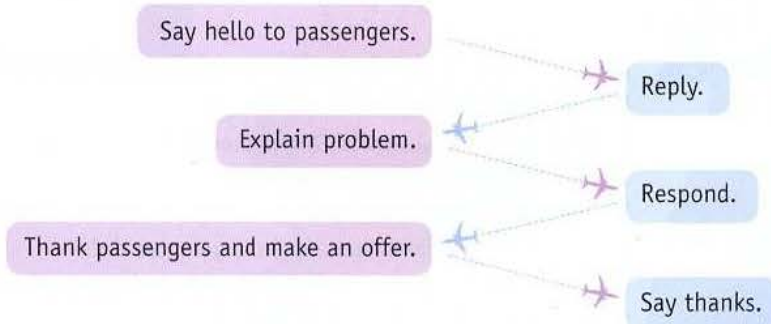 Say hello to passengers.
Reply.
Explain problem.
Respond.
Thank passengers and make an offer.
Say thanks.